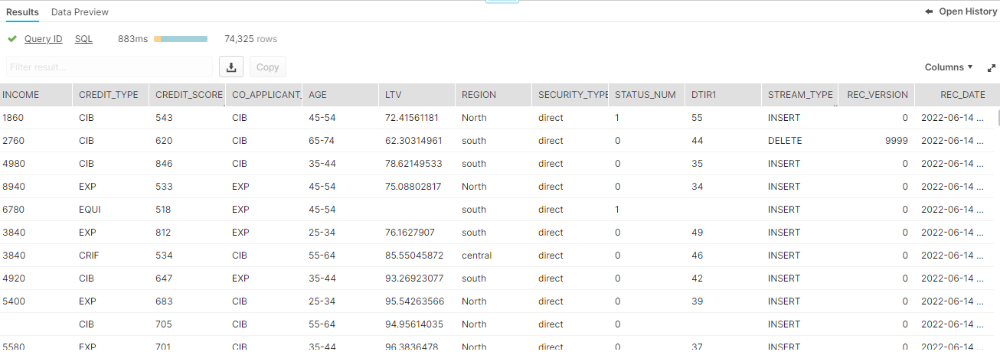 Results Data Preview Open History
Query ID SQL 883ms 74,325 rows
Filter result... Copy Columns
INCOME CREDIT_TYPE CREDIT_SCORE CO_APPLICANT_ AGE LTV REGION SECURITY_TYPE STATUS_NUM DTIR1 STREAM_TYPE REC_VERSION REC_DATE
1860 CIB 543 CIB 45-54 72.41561181 North direct 1 55 INSERT 0 2022-06-14 ...
2760 CIB 620 CIB 65-74 62.30314961 south direct 0 44 DELETE 9999 2022-06-14 ...
4980 CIB 846 CIB 35-44 78.62149533 south direct 0 35 INSERT 0 2022-06-14 ...
8940 EXP 533 EXP 45-54 75.08802817 North direct 0 34 INSERT 0 2022-06-14 ...
6780 EQUI 518 EXP 45-54 south direct 1 INSERT 0 2022-06-14 ...
3840 EXP 812 EXP 25-34 76.1627907 south direct 0 49 INSERT 0 2022-06-14 ...
3840 CRIF 534 CIB 55-64 85.55045872 central direct 0 46 INSERT 0 2022-06-14 ...
4920 CIB 647 EXP 35-44 93.26923077 south direct 0 42 INSERT 0 2022-06-14 ...
5400 EXP 683 EXP 25-34 95.54263566 North direct 0 39 INSERT 0 2022-06-14 ...
CIB 705 CIB 55-64 94.95614035 North direct 0 INSERT 0 2022-06-14 ...
5580 EXP 701 CIB 35-44 96.3836478 North direct 0 37 INSERT 0 2022-06-14 ...